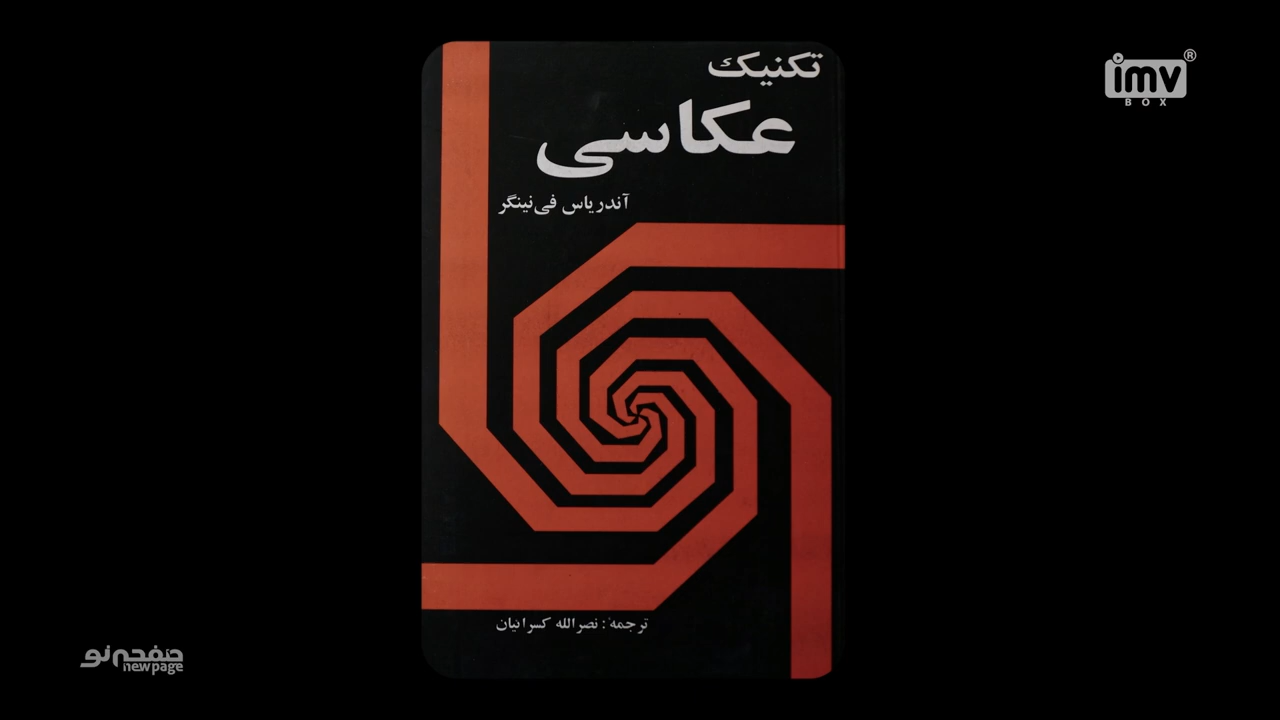 تکنیک
عکاسی
آندریاس فی‌نینگر
ترجمهٔ: نصرالله کسرائیان
imv®
BOX
صفحه نو
newpage